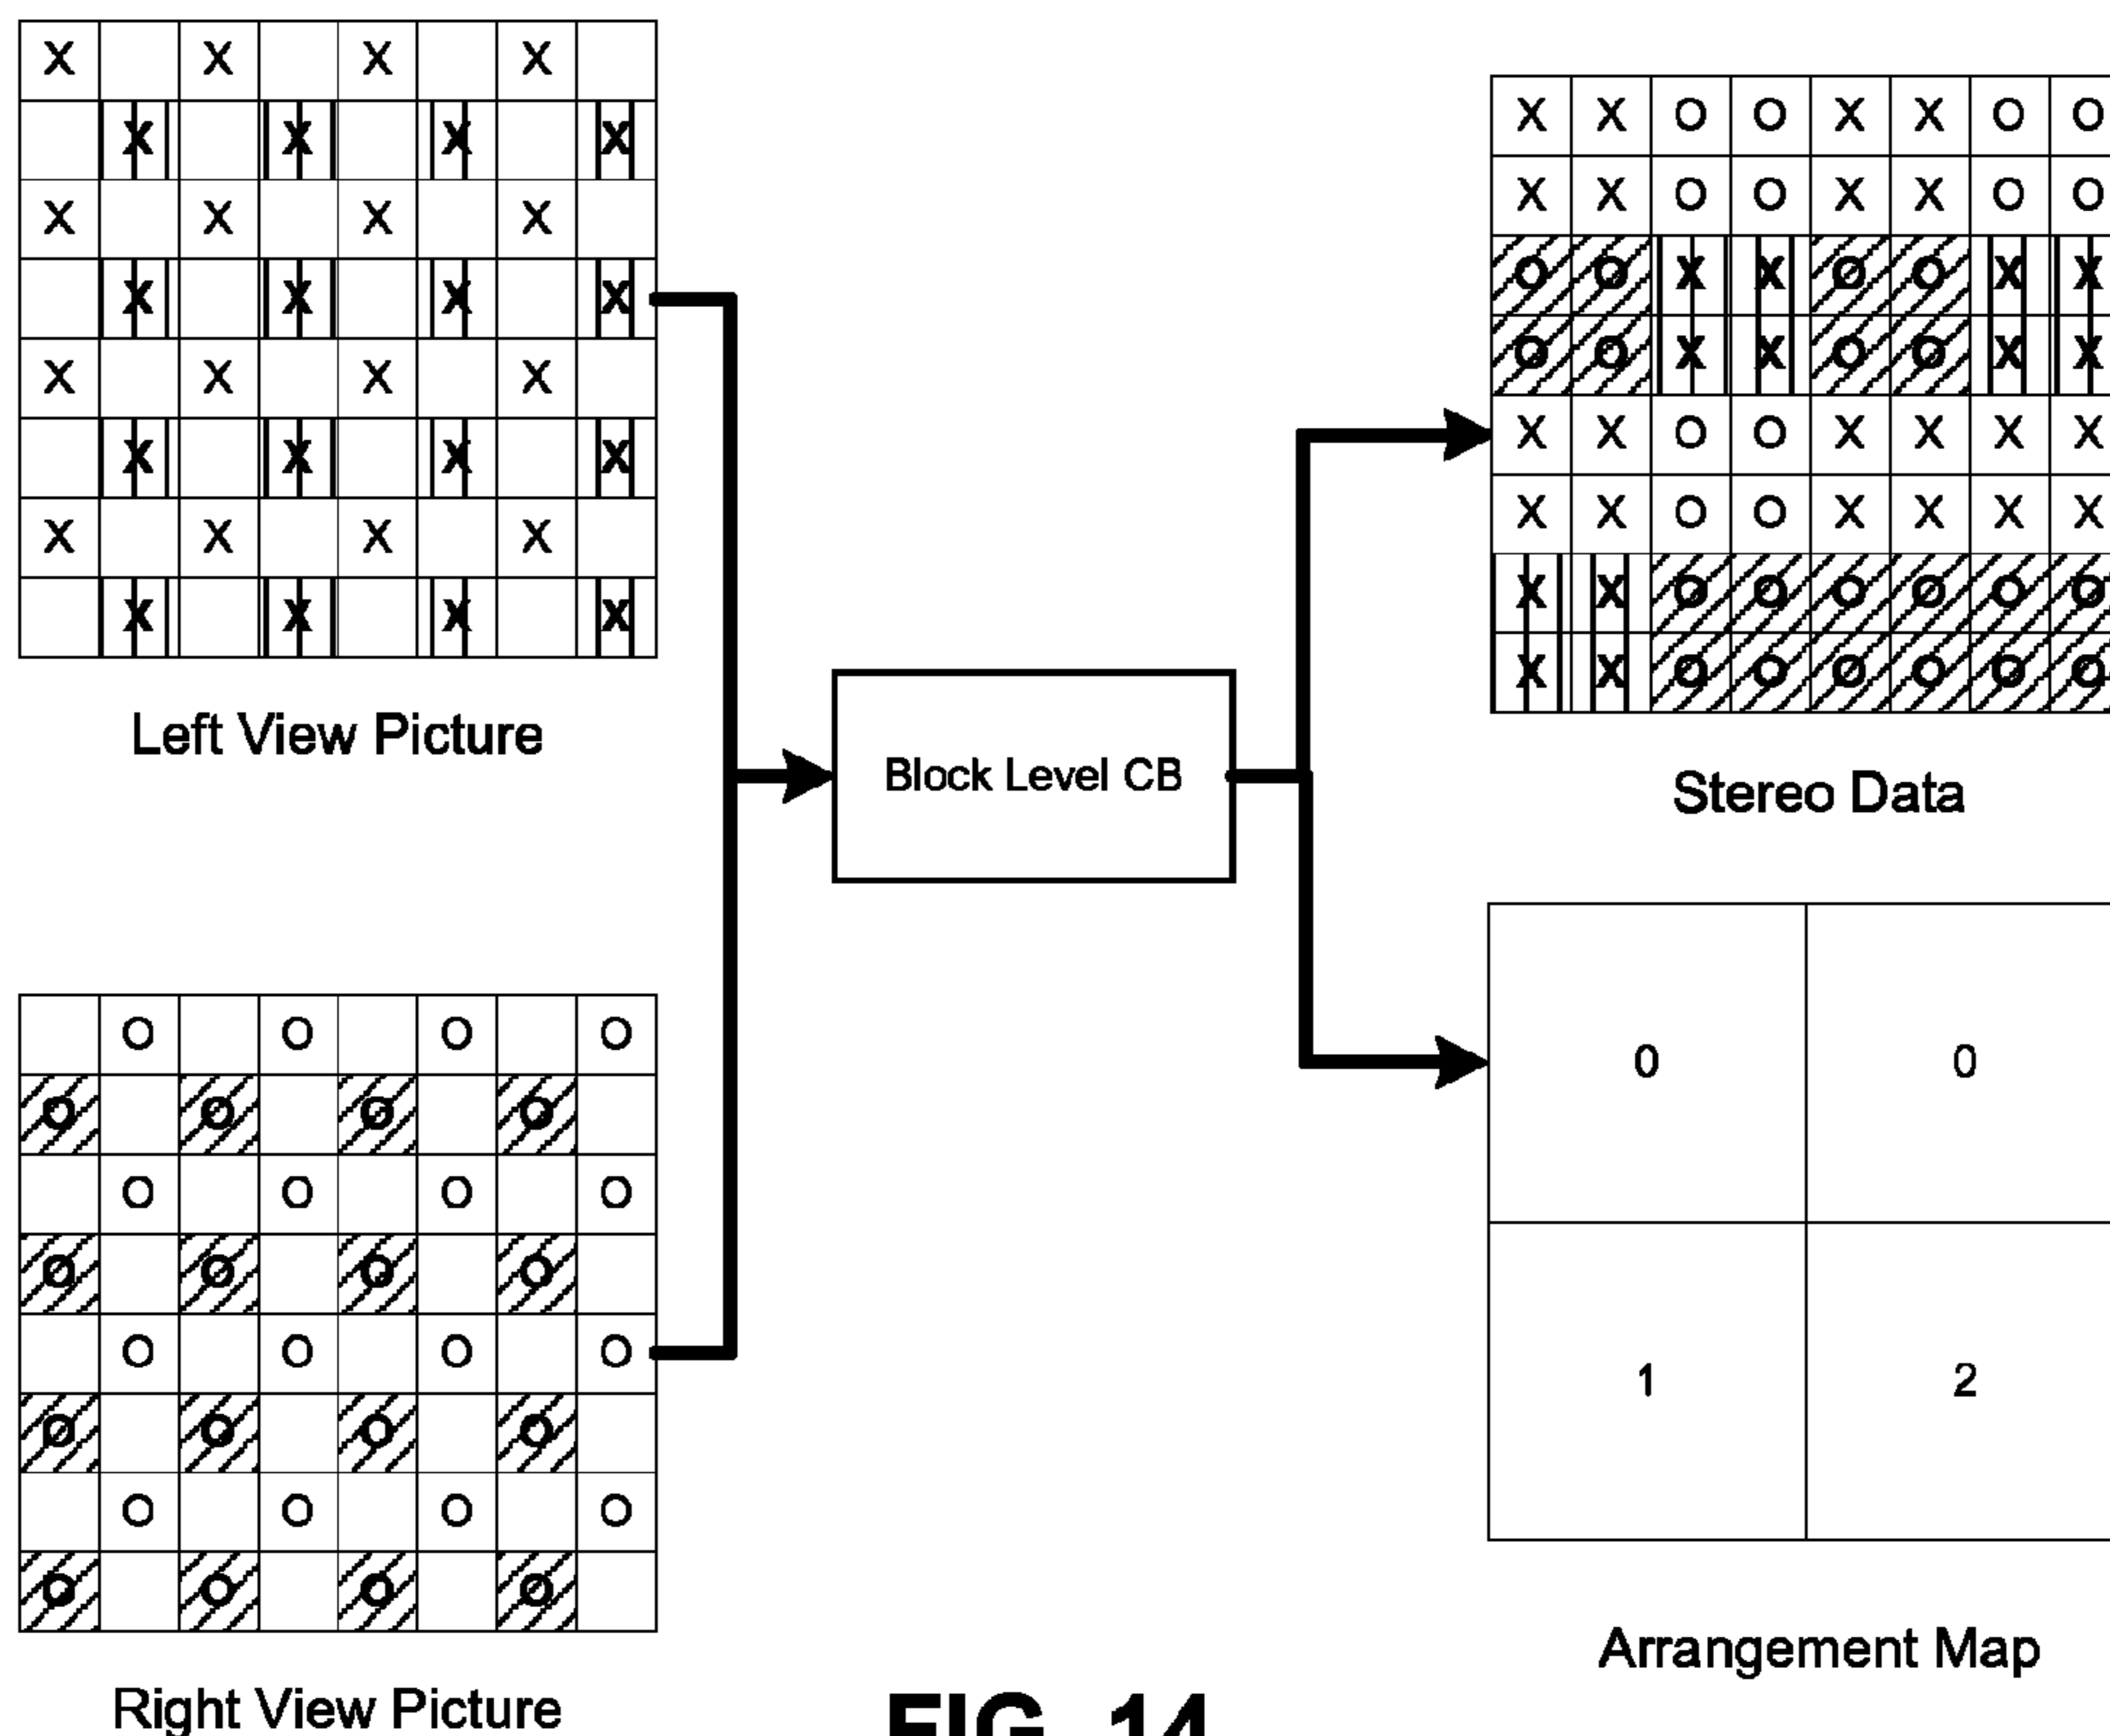 X X X X
X X X X
X X X X
X X X X
X X X X
X X X X
X X X X
X X X X
Left View Picture
O O O O
O O O O
O O O O
O O O O
O O O O
O O O O
O O O O
O O O O
Right View Picture
Block Level CB
X X O O X X O O
X X O O X X O O
O O X X O O X X
O O X X O O X X
X X O O X X X X
X X O O X X X X
X X O O O O O O
X X O O O O O O
Stereo Data
0 0
1 2
Arrangement Map
FIG. 14